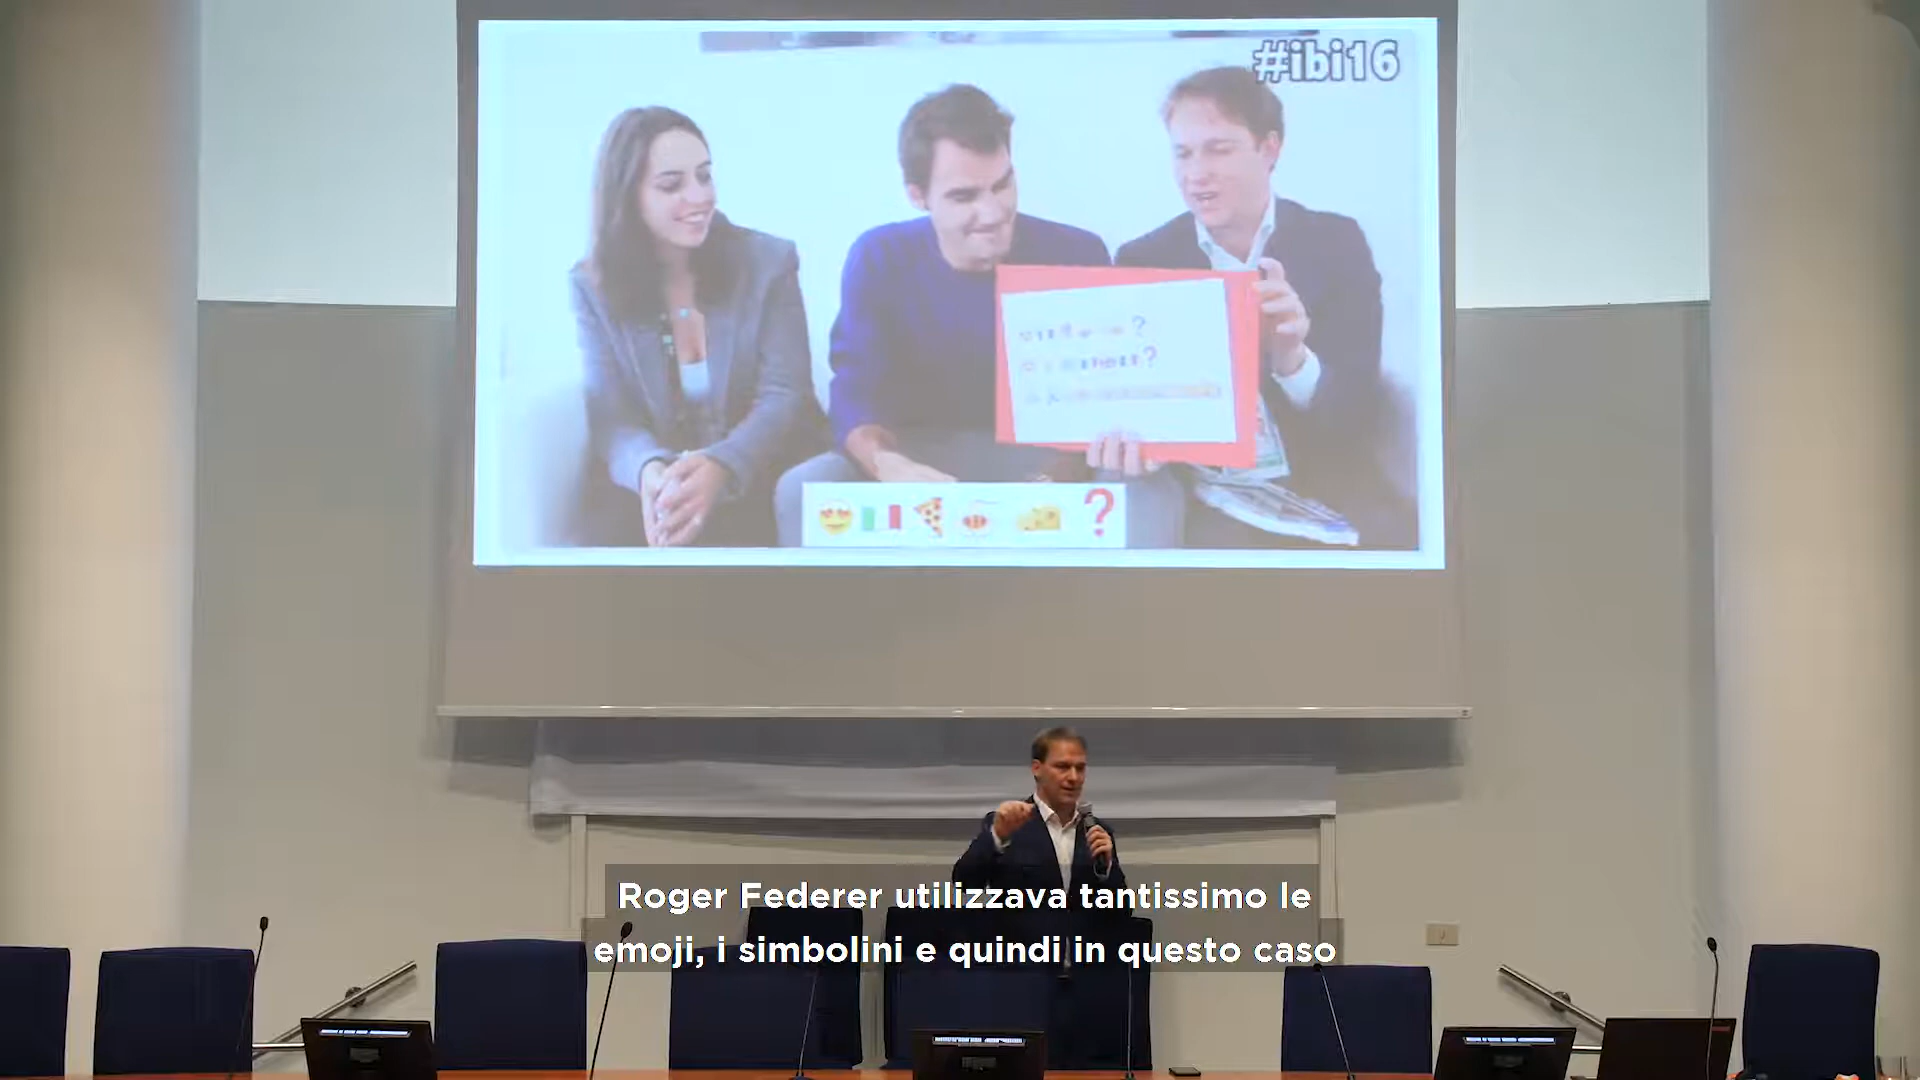 #ibi16
?
?
?
Roger Federer utilizzava tantissimo le
emoji, i simbolini e quindi in questo caso